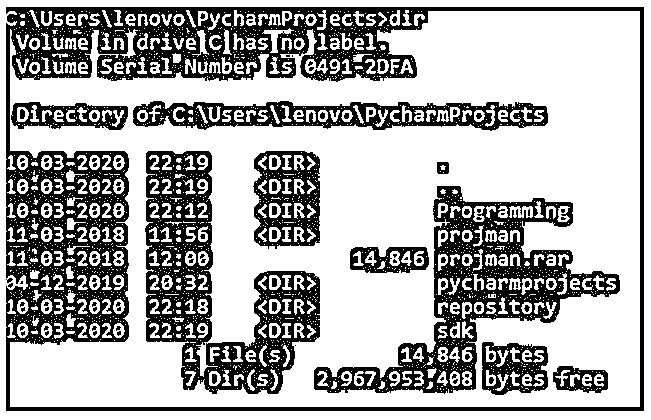 C:\Users\lenovo\PycharmProjects>dir
Volume in drive C has no label.
Volume Serial Number is 0491-2DFA
Directory of C:\Users\lenovo\PycharmProjects
10-03-2020 22:19 <DIR> .
10-03-2020 22:19 <DIR> ..
10-03-2020 22:12 <DIR> Programming
11-03-2018 11:56 <DIR> projman
11-03-2018 12:00 14,846 projman.rar
04-12-2019 20:32 <DIR> pycharmprojects
10-03-2020 22:18 <DIR> repository
10-03-2020 22:19 <DIR> sdk
1 File(s) 14,846 bytes
7 Dir(s) 2,967,953,408 bytes free